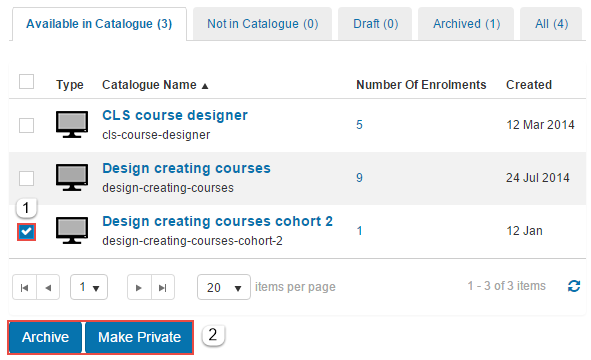 Available in Catalogue (3) Not in Catalogue (0) Draft (0) Archived (1) All (4)
Type Catalogue Name ▲ Number Of Enrolments Created
CLS course designer 5 12 Mar 2014
cls-course-designer
Design creating courses 9 24 Jul 2014
design-creating-courses
1
Design creating courses cohort 2 1 12 Jan
design-creating-courses-cohort-2
1 20 items per page 1 - 3 of 3 items
Archive Make Private 2